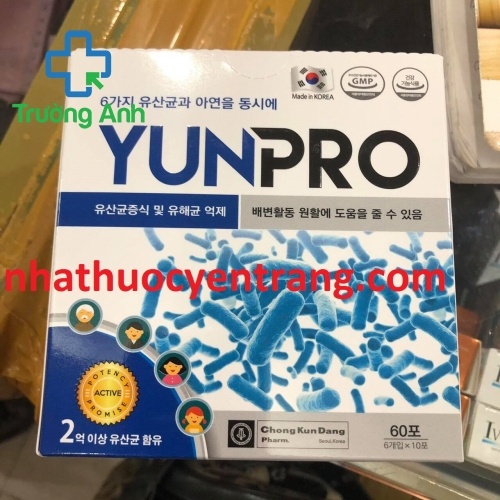 Trường Anh
6가지 유산균과 아연을 동시에
Made in KOREA
GMP
건강
기능식품
YUNPRO
유산균증식 및 유해균 억제
배변활동 원활에 도움을 줄 수 있음
nhathuocyentrang.com
POTENCY
ACTIVE
PROMISE
2억 이상 유산균 함유
Chong Kun Dang
Pharm.
Seoul, Korea
60포
6개입×10포